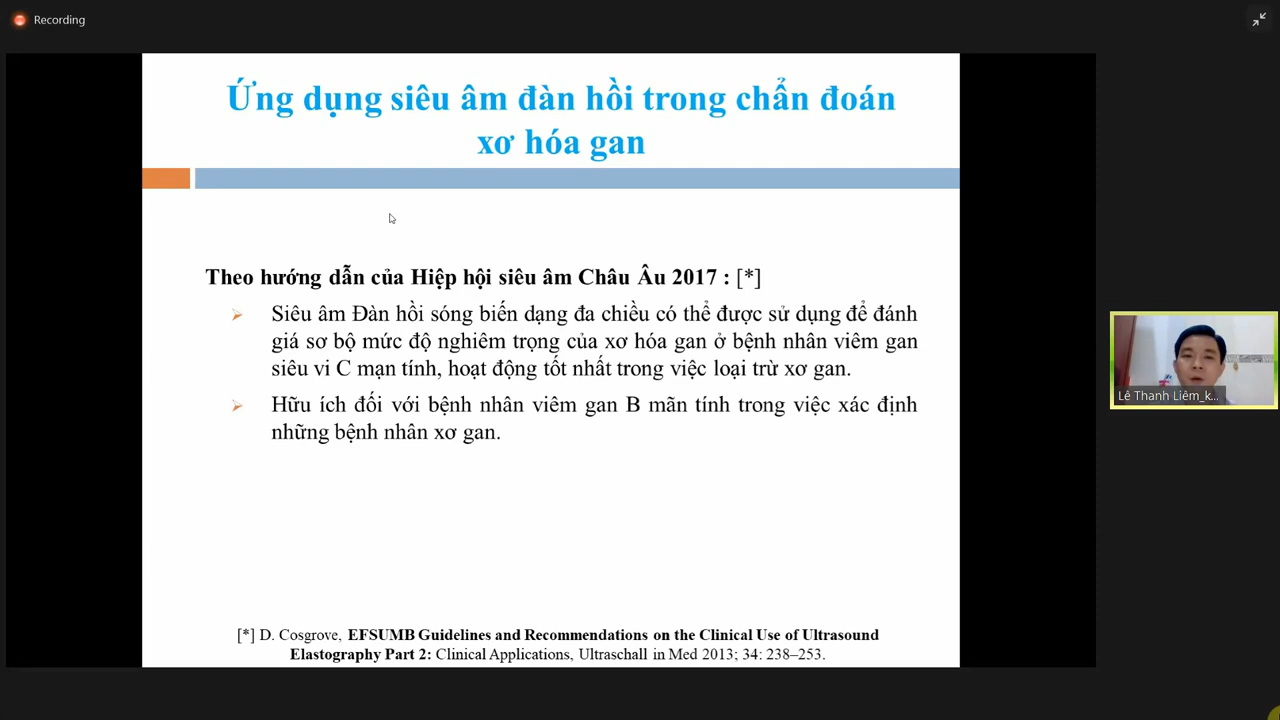 Recording
Ứng dụng siêu âm đàn hồi trong chẩn đoán
xơ hóa gan
Theo hướng dẫn của Hiệp hội siêu âm Châu Âu 2017 : [*]
Siêu âm Đàn hồi sóng biến dạng đa chiều có thể được sử dụng để đánh
giá sơ bộ mức độ nghiêm trọng của xơ hóa gan ở bệnh nhân viêm gan
siêu vi C mạn tính, hoạt động tốt nhất trong việc loại trừ xơ gan.
Hữu ích đối với bệnh nhân viêm gan B mãn tính trong việc xác định
những bệnh nhân xơ gan.
[*] D. Cosgrove, EFSUMB Guidelines and Recommendations on the Clinical Use of Ultrasound
Elastography Part 2: Clinical Applications, Ultraschall in Med 2013; 34: 238–253.
Lê Thanh Liêm_k...